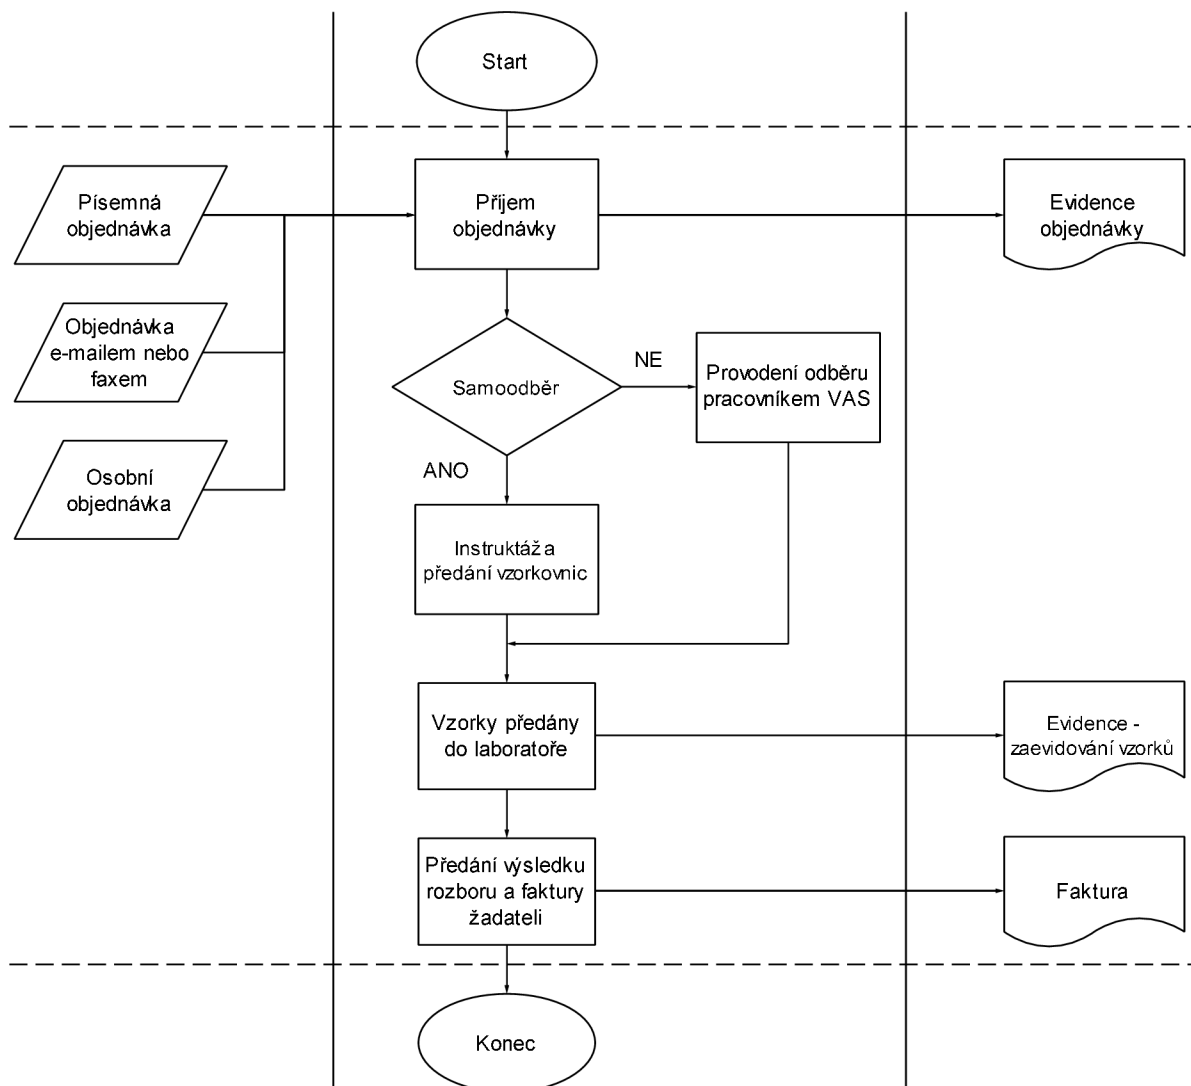 Start
Písemná
objednávka
Příjem
objednávky
Evidence
objednávky
Objednávka
e-mailem nebo
faxem
Samoodběr
NE
Provodení odběru
pracovníkem VAS
ANO
Osobní
objednávka
Instruktáž a
předání vzorkovnic
Vzorky předány
do laboratoře
Evidence -
zaevidování vzorků
Předání výsledku
rozboru a faktury
žadateli
Faktura
Konec